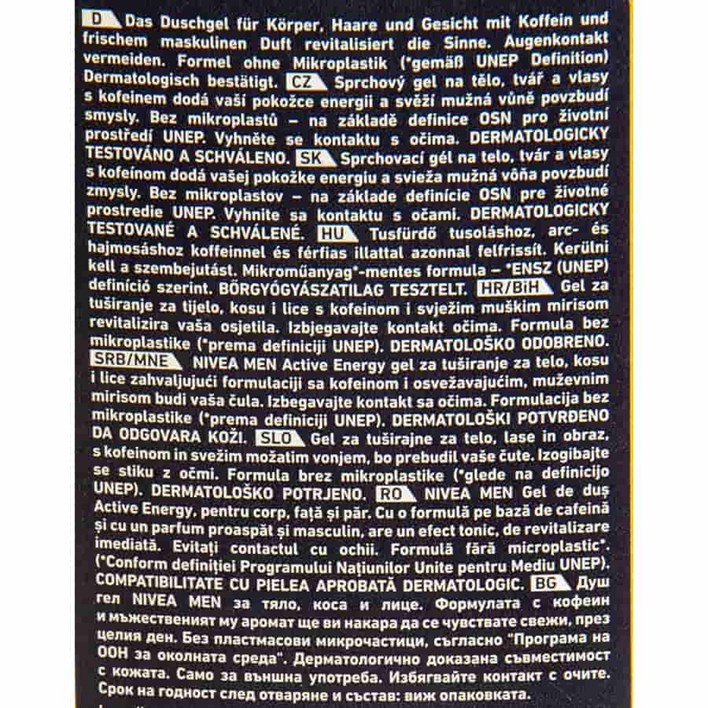 D Das Duschgel für Körper, Haare und Gesicht mit Koffein und
frischem maskulinen Duft revitalisiert die Sinne. Augenkontakt
vermeiden. Formel ohne Mikroplastik (*gemäß UNEP Definition)
Dermatologisch bestätigt. CZ Sprchový gel na tělo, tvář a vlasy
s kofeinem dodá vaší pokožce energii a svěží mužná vůně povzbudí
smysly. Bez mikroplastů – na základě definice OSN pro životní
prostředí UNEP. Vyhněte se kontaktu s očima. DERMATOLOGICKY
TESTOVÁNO A SCHVÁLENO. SK Sprchovací gél na telo, tvár a vlasy
s kofeínom dodá vašej pokožke energiu a svieža mužná vôňa povzbudí
zmysly. Bez mikroplastov – na základe definície OSN pre životné
prostredie UNEP. Vyhnite sa kontaktu s očami. DERMATOLOGICKY
TESTOVANÉ A SCHVÁLENÉ. HU Tusfürdő tusoláshoz, arc- és
hajmosáshoz koffeinnel és férfias illattal azonnal felfrissít. Kerülni
kell a szembejutást. Mikroműanyag*-mentes formula – *ENSZ (UNEP)
definíció szerint. BŐRGYÓGYÁSZATILAG TESZTELT. HR/BiH Gel za
tuširanje za tijelo, kosu i lice s kofeinom i svježim muškim mirisom
revitalizira vaša osjetila. Izbjegavajte kontakt očima. Formula bez
mikroplastike (*prema definiciji UNEP). DERMATOLOŠKO ODOBRENO.
SRB/MNE NIVEA MEN Active Energy gel za tuširanje za telo, kosu
i lice zahvaljujući formulaciji sa kofeinom i osvežavajućim, muževnim
mirisom budi vaša čula. Izbegavajte kontakt sa očima. Formulacija bez
mikroplastike (*prema definiciji UNEP). DERMATOLOŠKI POTVRĐENO
DA ODGOVARA KOŽI. SLO Gel za tuširajne za telo, lase in obraz,
s kofeinom in svežim možatim vonjem, bo prebudil vaše čute. Izogibajte
se stiku z očmi. Formula brez mikroplastike (*glede na definicijo
UNEP). DERMATOLOŠKO POTRJENO. RO NIVEA MEN Gel de duș
Active Energy, pentru corp, față și păr. Cu o formulă pe bază de cafeină
și cu un parfum proaspăt și masculin, are un efect tonic, de revitalizare
imediată. Evitați contactul cu ochii. Formulă fără microplastic*.
(*Conform definiției Programului Națiunilor Unite pentru Mediu UNEP).
COMPATIBILITATE CU PIELEA APROBATĂ DERMATOLOGIC. BG Душ
гел NIVEA MEN за тяло, коса и лице. Формулата с кофеин
и мъжественият му аромат ще ви накара да се чувствате свежи, през
целия ден. Без пластмасови микрочастици, съгласно "Програма на
ООН за околната среда". Дерматологично доказана съвместимост
с кожата. Само за външна употреба. Избягвайте контакт с очите.
Срок на годност след отваряне и състав: виж опаковката.